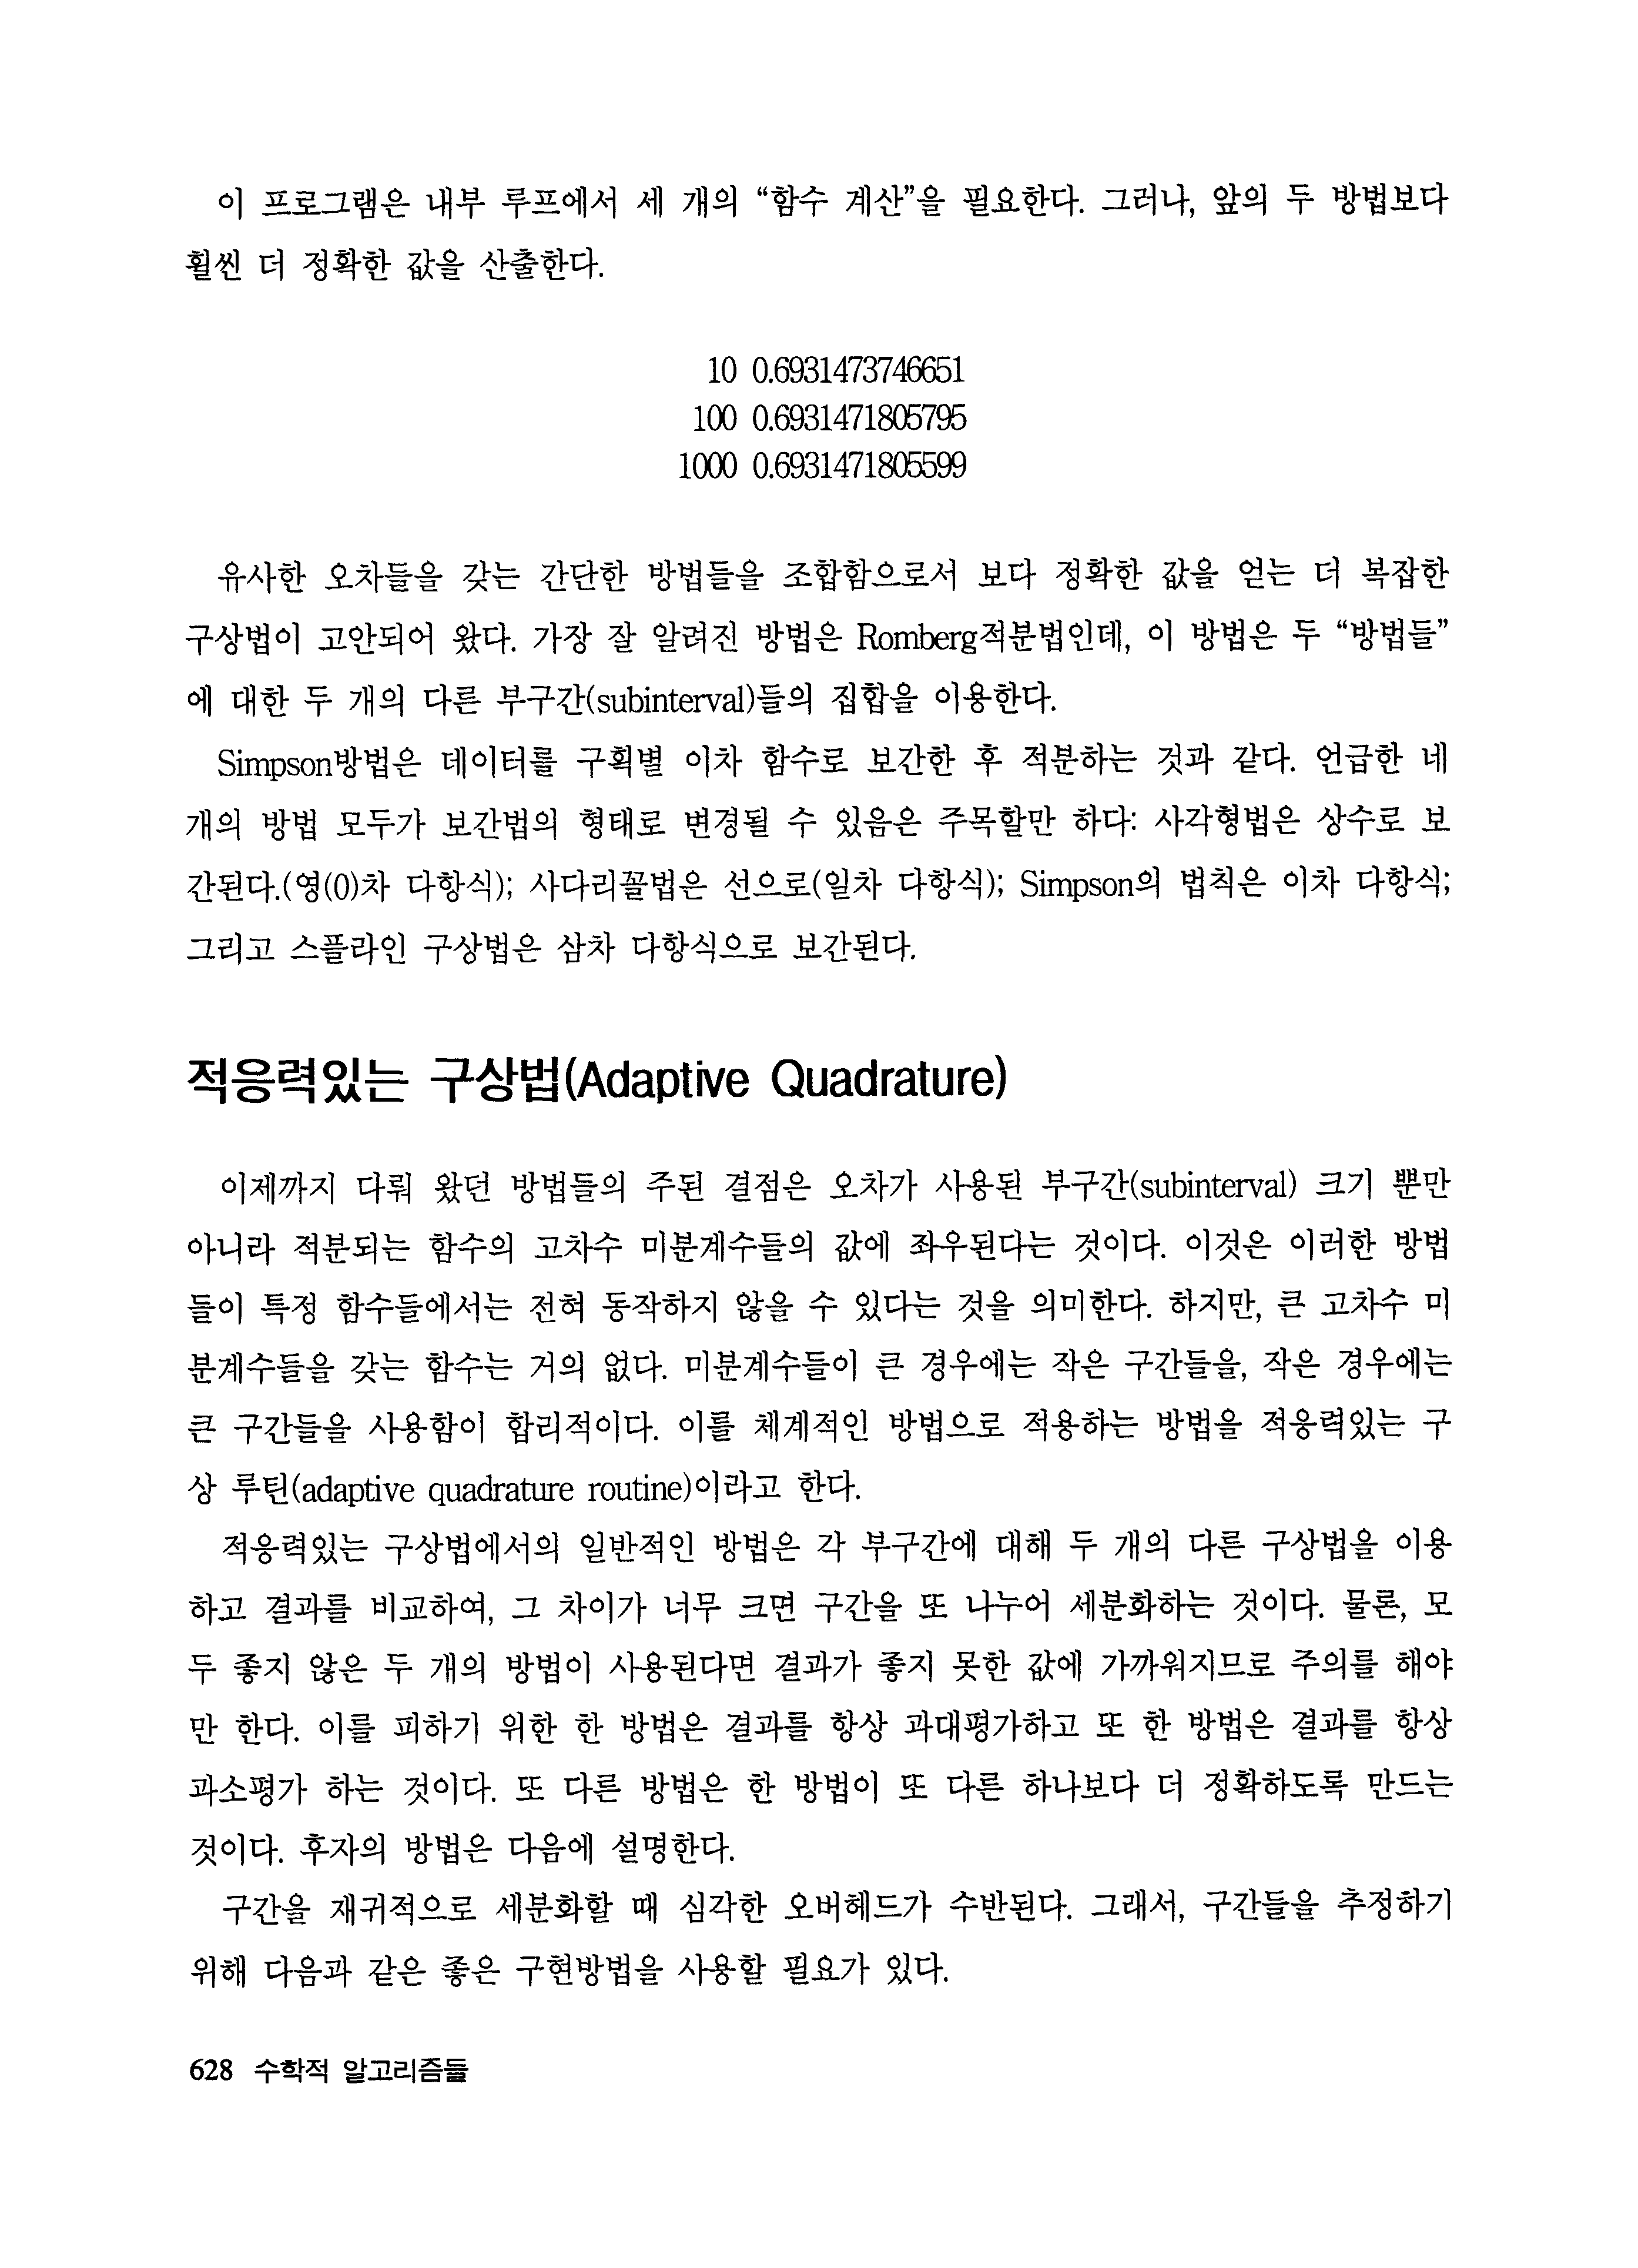 이 프로그램은 내부 루프에서 세 개의 “함수 계산”을 필요한다. 그러나, 앞의 두 방법보다
훨씬 더 정확한 값을 산출한다.
10 0.6931473746651
100 0.6931471805795
1000 0.6931471805599
유사한 오차들을 갖는 간단한 방법들을 조합함으로서 보다 정확한 값을 얻는 더 복잡한
구상법이 고안되어 왔다. 가장 잘 알려진 방법은 Romberg적분법인데, 이 방법은 두 “방법들”
에 대한 두 개의 다른 부구간(subinterval)들의 집합을 이용한다.
Simpson방법은 데이터를 구획별 이차 함수로 보간한 후 적분하는 것과 같다. 언급한 네
개의 방법 모두가 보간법의 형태로 변경될 수 있음은 주목할만 하다: 사각형법은 상수로 보
간된다.(영(0)차 다항식); 사다리꼴법은 선으로(일차 다항식); Simpson의 법칙은 이차 다항식;
그리고 스플라인 구상법은 삼차 다항식으로 보간된다.
적응력있는 구상법(Adaptive Quadrature)
이제까지 다뤄 왔던 방법들의 주된 결점은 오차가 사용된 부구간(subinterval) 크기 뿐만
아니라 적분되는 함수의 고차수 미분계수들의 값에 좌우된다는 것이다. 이것은 이러한 방법
들이 특정 함수들에서는 전혀 동작하지 않을 수 있다는 것을 의미한다. 하지만, 큰 고차수 미
분계수들을 갖는 함수는 거의 없다. 미분계수들이 큰 경우에는 작은 구간들을, 작은 경우에는
큰 구간들을 사용함이 합리적이다. 이를 체계적인 방법으로 적용하는 방법을 적응력있는 구
상 루틴(adaptive quadrature routine)이라고 한다.
적응력있는 구상법에서의 일반적인 방법은 각 부구간에 대해 두 개의 다른 구상법을 이용
하고 결과를 비교하여, 그 차이가 너무 크면 구간을 또 나누어 세분화하는 것이다. 물론, 모
두 좋지 않은 두 개의 방법이 사용된다면 결과가 좋지 못한 값에 가까워지므로 주의를 해야
만 한다. 이를 피하기 위한 한 방법은 결과를 항상 과대평가하고 또 한 방법은 결과를 항상
과소평가 하는 것이다. 또 다른 방법은 한 방법이 또 다른 하나보다 더 정확하도록 만드는
것이다. 후자의 방법은 다음에 설명한다.
구간을 재귀적으로 세분화할 때 심각한 오버헤드가 수반된다. 그래서, 구간들을 추정하기
위해 다음과 같은 좋은 구현방법을 사용할 필요가 있다.
628 수학적 알고리즘들